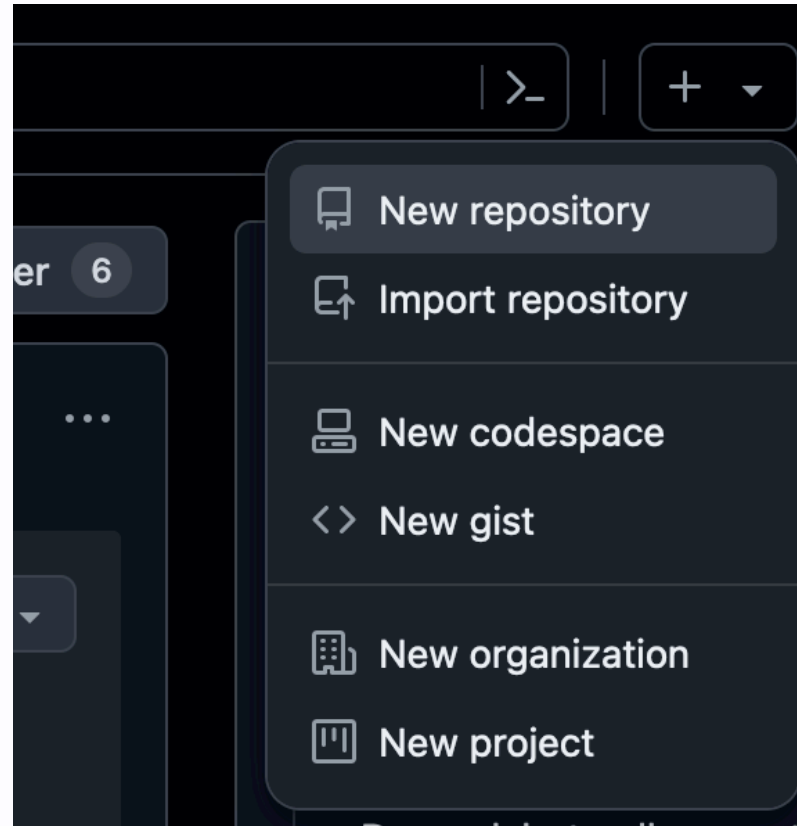 er 6
New repository
Import repository
New codespace
New gist
New organization
New project